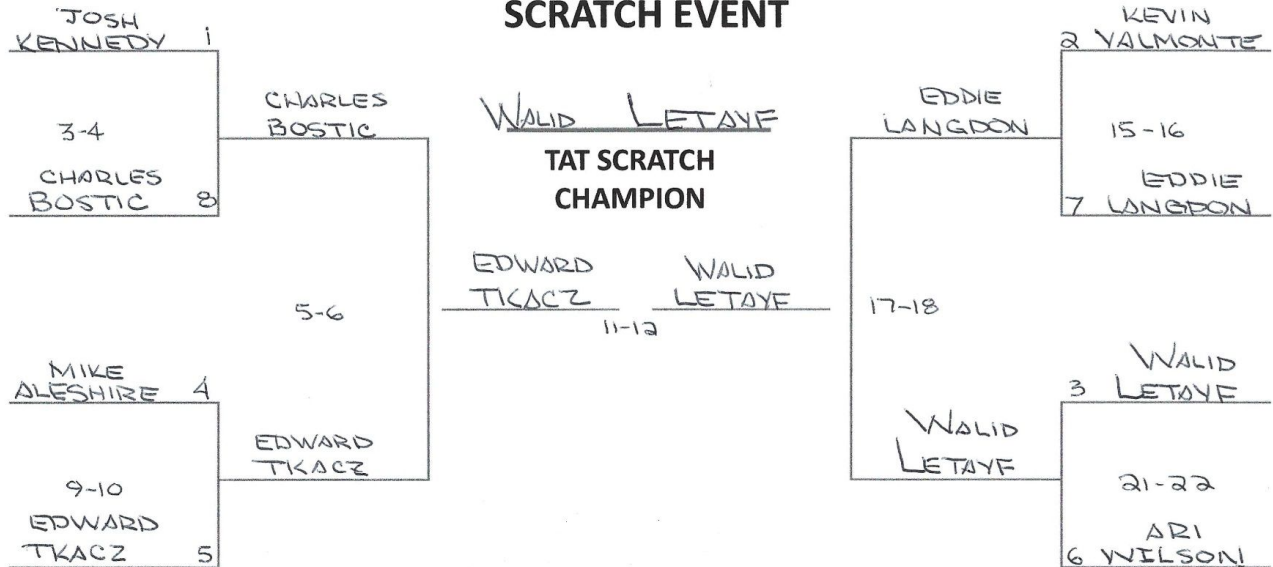 SCRATCH EVENT
JOSH
KENNEDY 1
3-4
CHARLES
BOSTIC 8
CHARLES
BOSTIC
5-6
MIKE
ALESHIRE 4
9-10
EDWARD
TKACZ 5
EDWARD
TKACZ
WALID LETAYF
TAT SCRATCH
CHAMPION
EDWARD
TKACZ
11-12
WALID
LETAYF
EDDIE
LANGDON
17-18
WALID
LETAYF
KEVIN
2 VALMONTE
15-16
EDDIE
7 LANGDON
WALID
3 LETAYF
21-22
ARI
6 WILSON